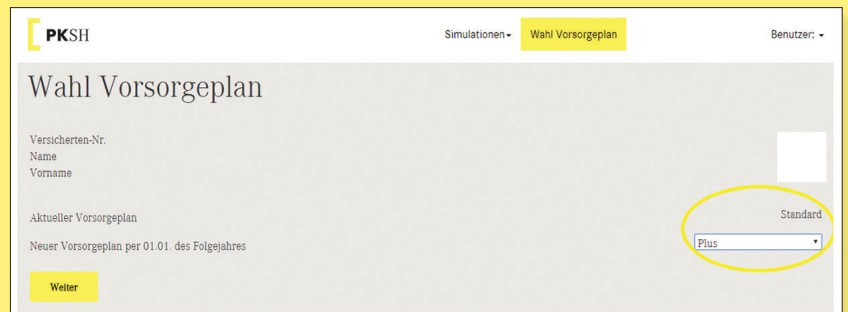 PKSH
Simulationen
Wahl Vorsorgeplan
Benutzer:
Wahl Vorsorgeplan
Versicherten-Nr.
Name
Vorname
Aktueller Vorsorgeplan
Standard
Neuer Vorsorgeplan per 01.01. des Folgejahres
Plus
Weiter